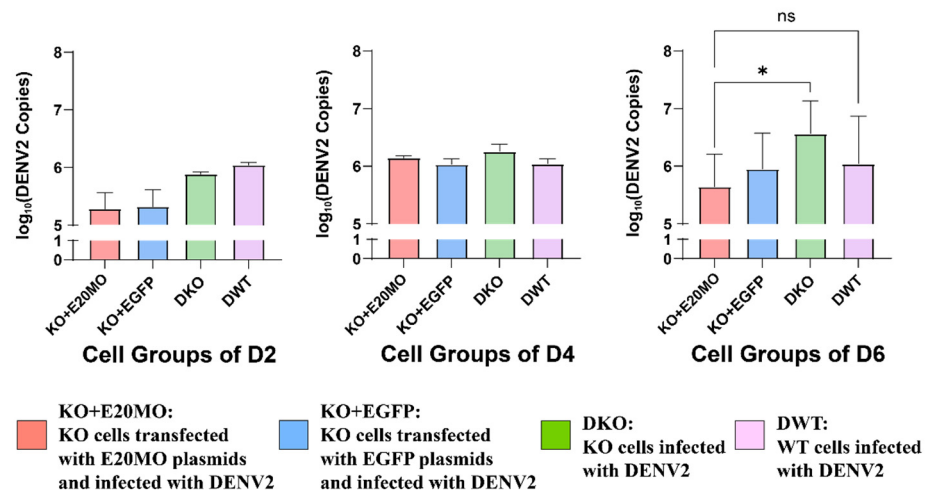 log₁₀(DENV2 Copies)
8
7
6
5
1
0
KO+E20MO
KO+EGFP
DKO
DWT
Cell Groups of D2
log₁₀(DENV2 Copies)
8
7
6
5
1
0
KO+E20MO
KO+EGFP
DKO
DWT
Cell Groups of D4
ns
*
log₁₀(DENV2 Copies)
8
7
6
5
1
0
KO+E20MO
KO+EGFP
DKO
DWT
Cell Groups of D6
KO+E20MO:
KO cells transfected
with E20MO plasmids
and infected with DENV2
KO+EGFP:
KO cells transfected
with EGFP plasmids
and infected with DENV2
DKO:
KO cells infected
with DENV2
DWT:
WT cells infected
with DENV2